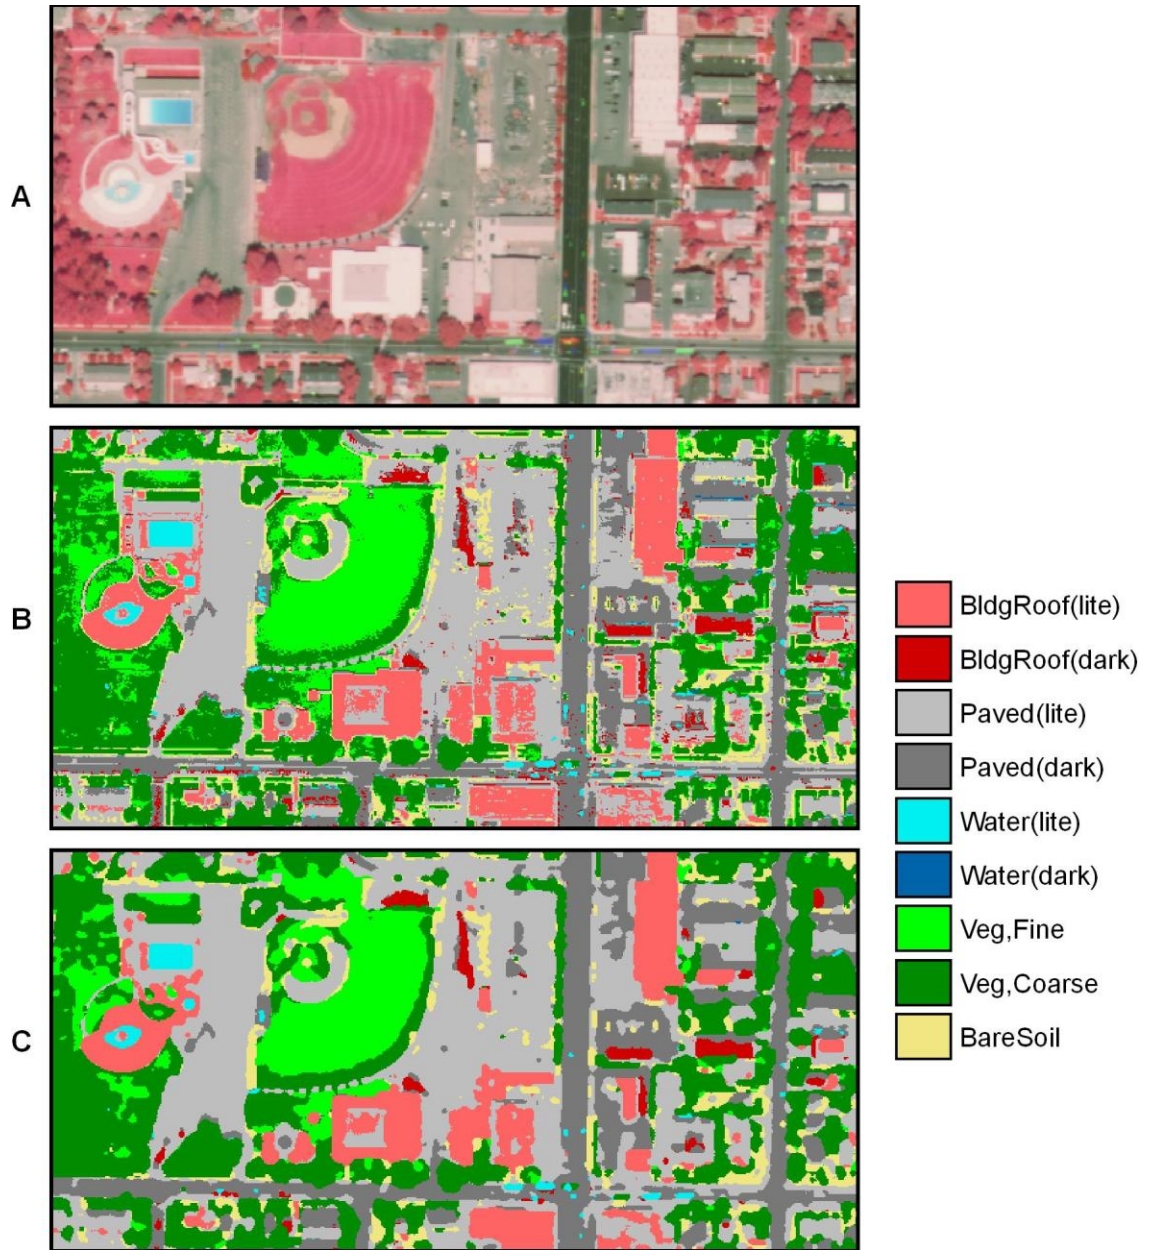 A
B
C
BldgRoof(lite)
BldgRoof(dark)
Paved(lite)
Paved(dark)
Water(lite)
Water(dark)
Veg,Fine
Veg,Coarse
BareSoil